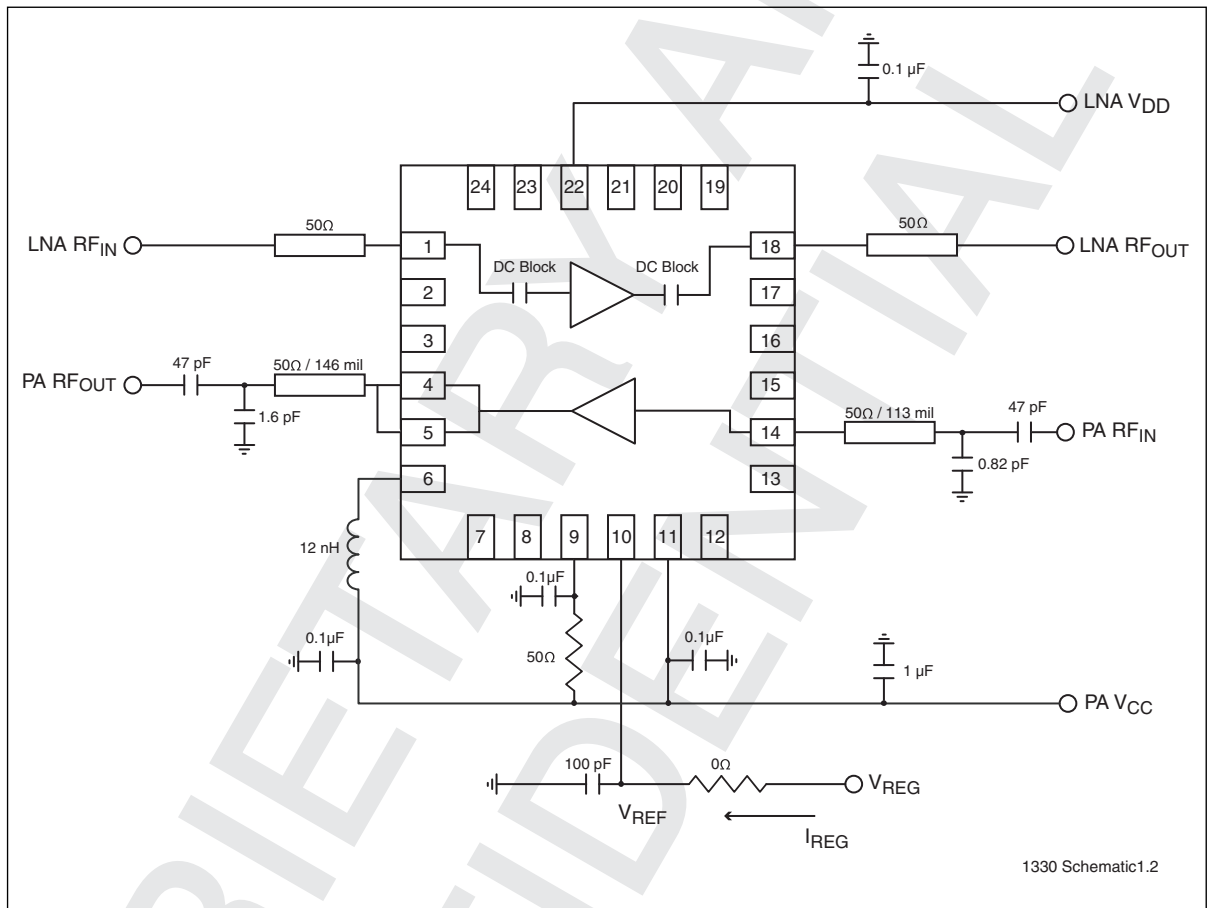 0.1 µF
LNA VDD
24 23 22 21 20 19
50Ω
50Ω
LNA RFIN
1
18
LNA RFOUT
DC Block
DC Block
2
17
3
16
47 pF
50Ω / 146 mil
PA RFOUT
4
15
1.6 pF
5
50Ω / 113 mil
47 pF
14
PA RFIN
6
13
0.82 pF
7 8 9 10 11 12
12 nH
0.1µF
0.1µF
50Ω
0.1µF
1 µF
PA VCC
100 pF
0Ω
VREG
VREF
IREG
1330 Schematic1.2
PRIETARY A
FIDENTIAL